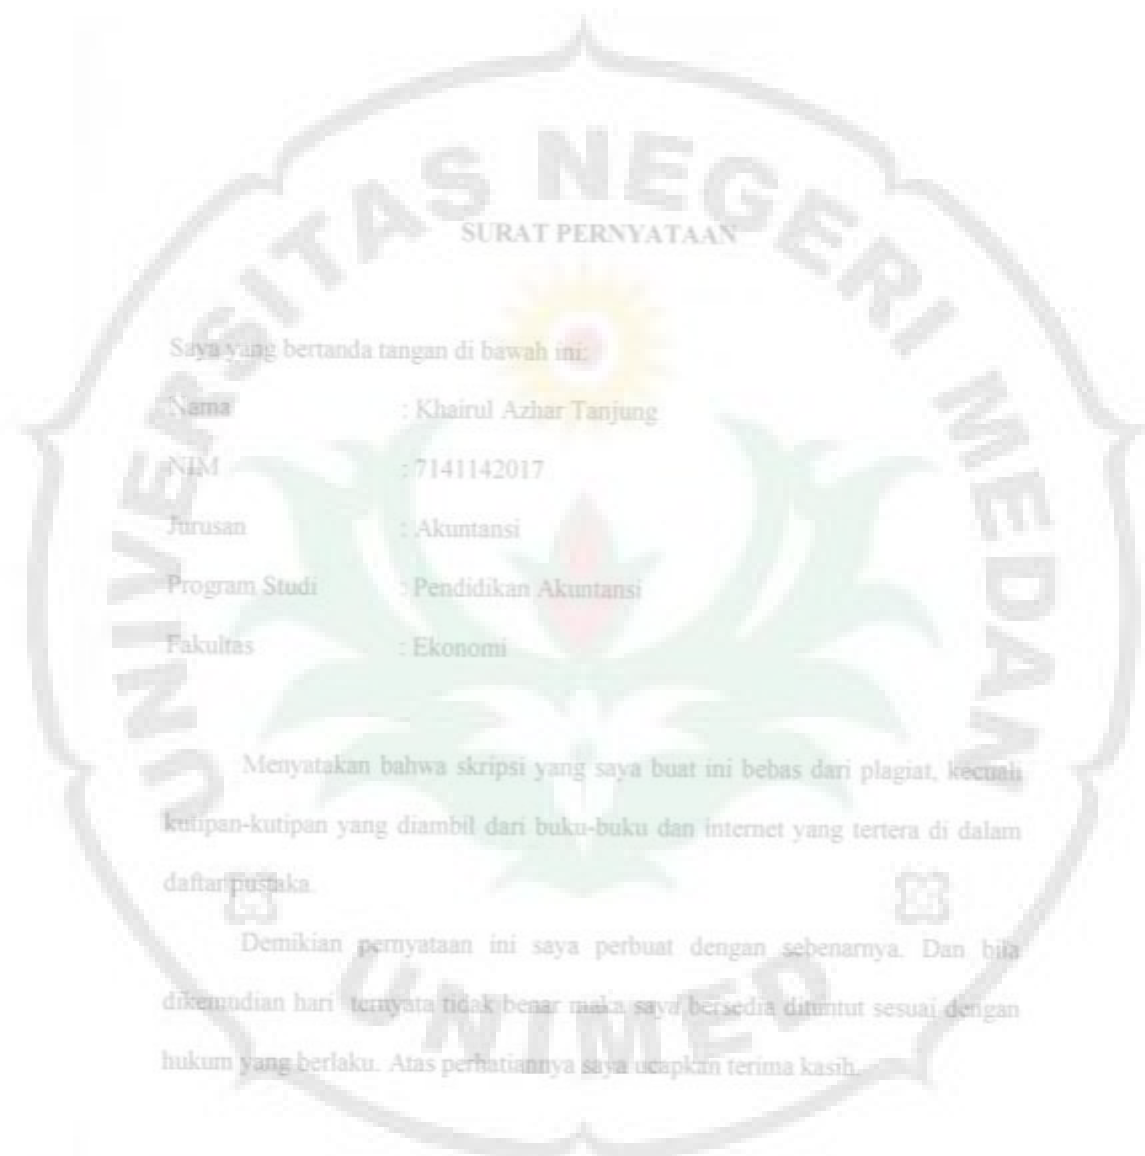 UNIVERSITAS NEGERI MEDAN
SURAT PERNYATAAN
Saya yang bertanda tangan di bawah ini:
Nama : Khairul Azhar Tanjung
NIM : 7141142017
Jurusan : Akuntansi
Program Studi : Pendidikan Akuntansi
Fakultas : Ekonomi
Menyatakan bahwa skripsi yang saya buat ini bebas dari plagiat, kecuali
kutipan-kutipan yang diambil dari buku-buku dan internet yang tertera di dalam
daftar pustaka.
Demikian pernyataan ini saya perbuat dengan sebenarnya. Dan bila
dikemudian hari ternyata tidak benar maka saya bersedia dituntut sesuai dengan
hukum yang berlaku. Atas perhatiannya saya ucapkan terima kasih.
UNIMED